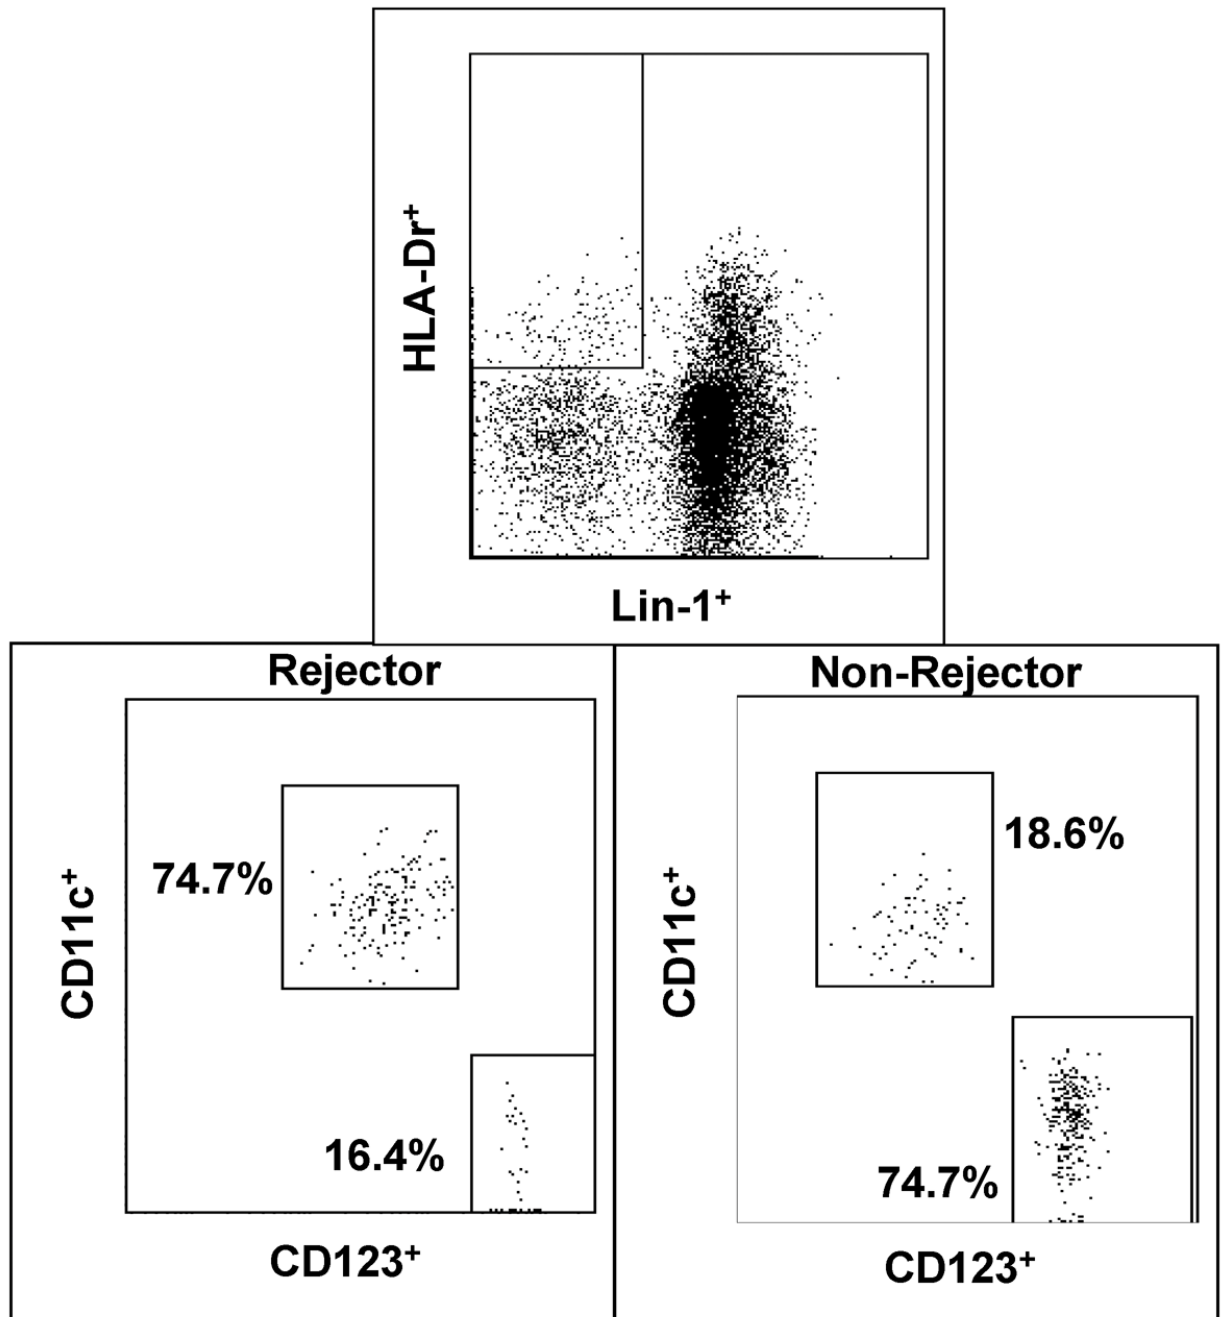 HLA-Dr⁺
Lin-1⁺
Rejector
CD11c⁺
74.7%
16.4%
CD123⁺
Non-Rejector
CD11c⁺
18.6%
74.7%
CD123⁺